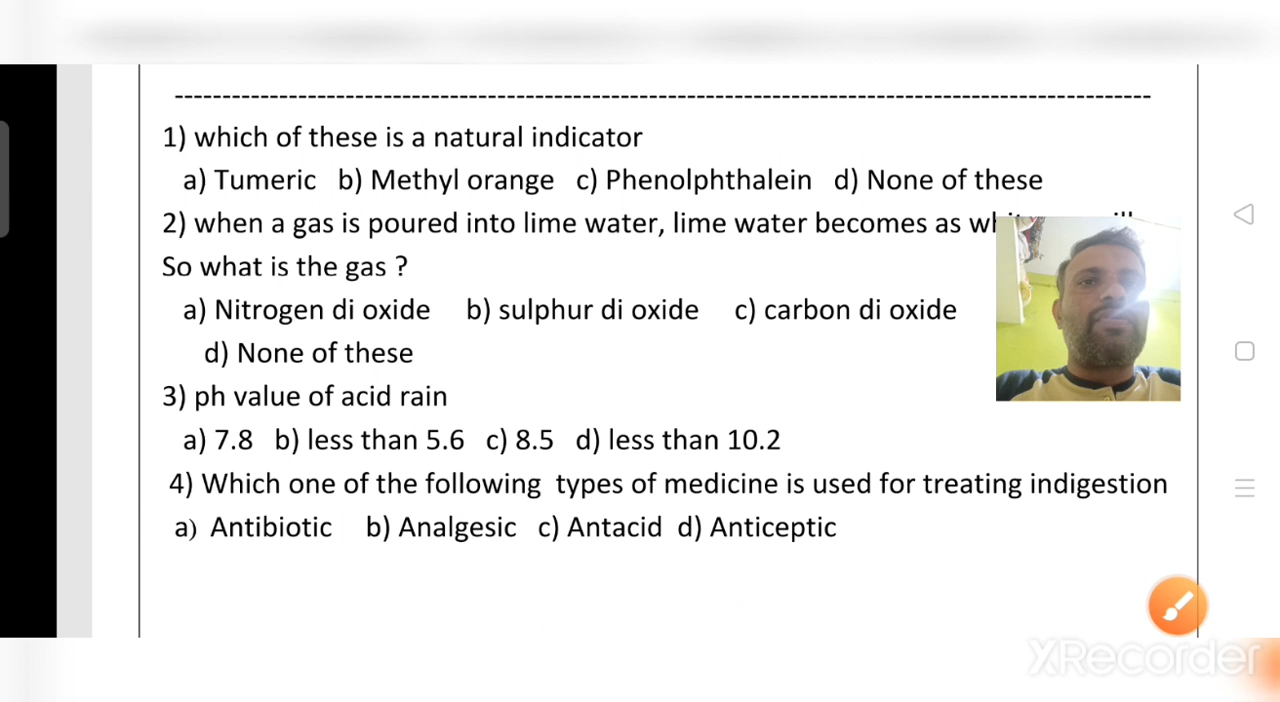 ----------------------------------------------------------------------------------------------------
1) which of these is a natural indicator
a) Tumeric b) Methyl orange c) Phenolphthalein d) None of these
2) when a gas is poured into lime water, lime water becomes as
So what is the gas ?
a) Nitrogen di oxide b) sulphur di oxide c) carbon di oxide
d) None of these
3) ph value of acid rain
a) 7.8 b) less than 5.6 c) 8.5 d) less than 10.2
4) Which one of the following types of medicine is used for treating indigestion
a) Antibiotic b) Analgesic c) Antacid d) Anticeptic
XRecorder